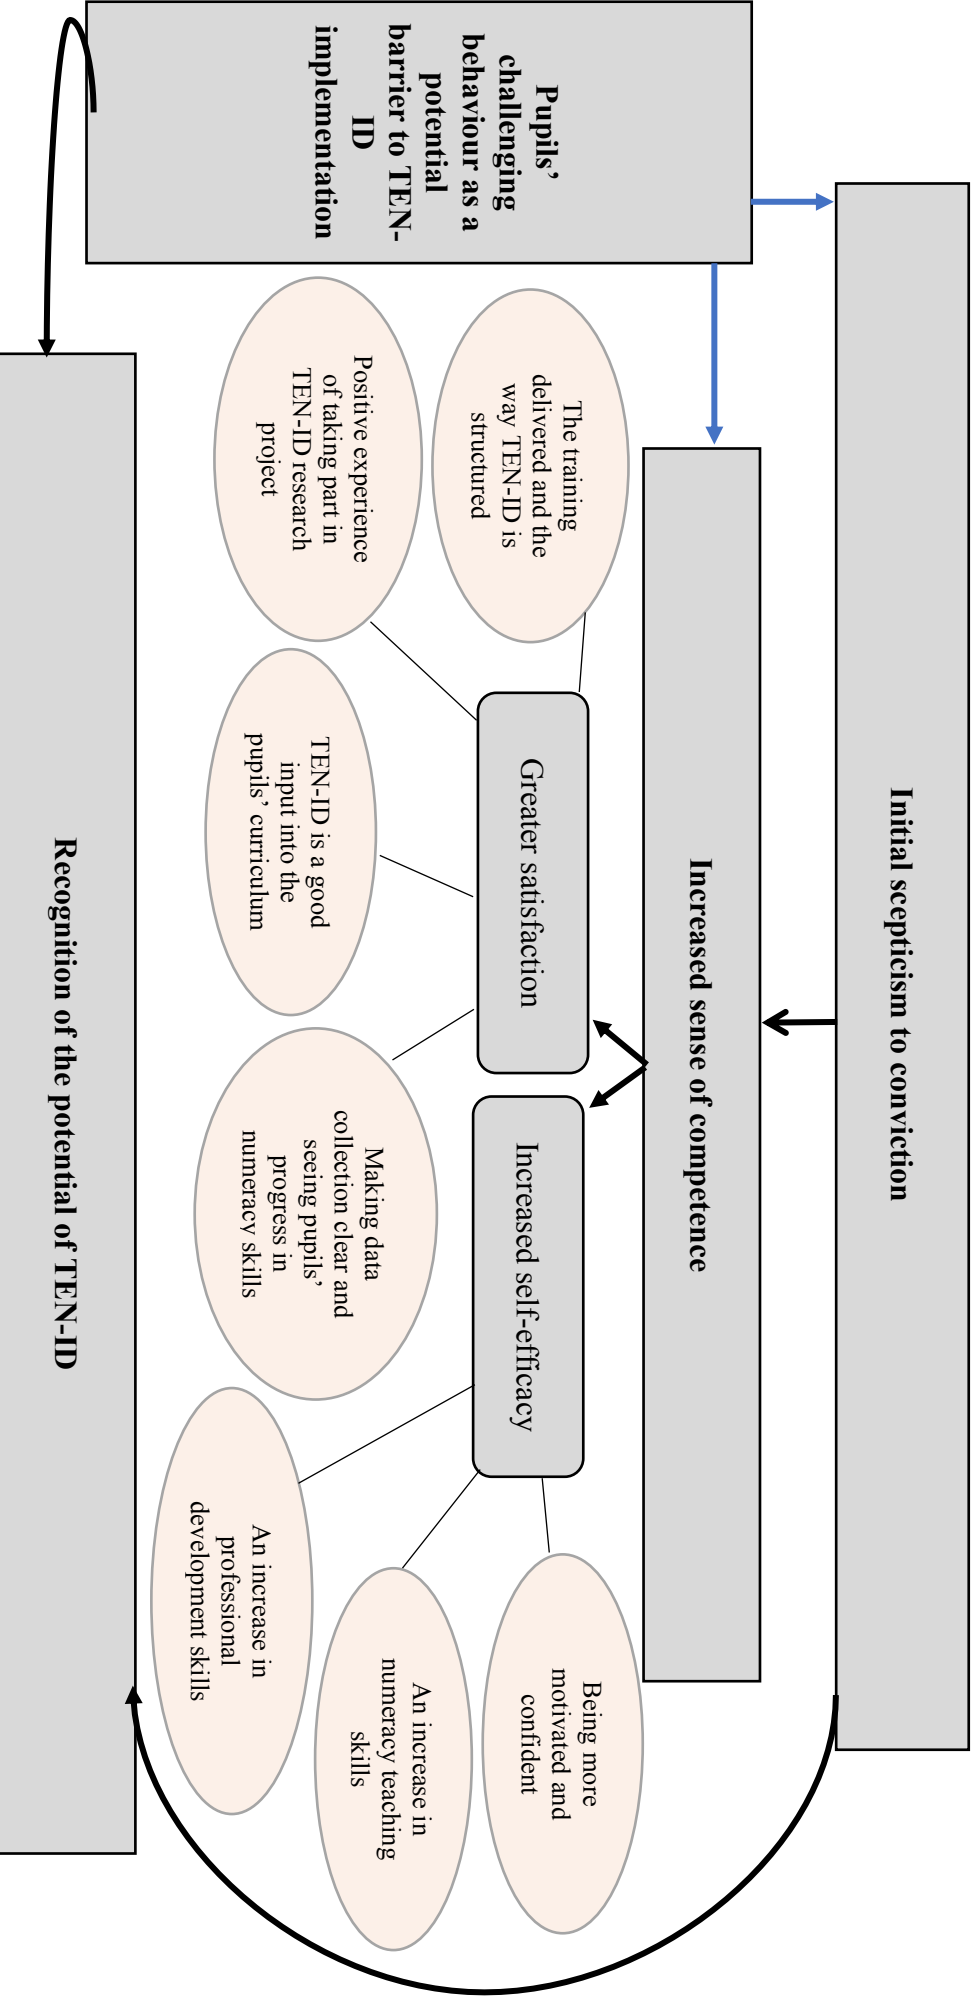 Initial scepticism to conviction
Increased sense of competence
Pupils’
challenging
behaviour as a
potential
barrier to TEN-
ID
implementation
Greater satisfaction
Increased self-efficacy
The training
delivered and the
way TEN-ID is
structured
Positive experience
of taking part in
TEN-ID research
project
TEN-ID is a good
input into the
pupils’ curriculum
Making data
collection clear and
seeing pupils’
progress in
numeracy skills
An increase in
professional
development skills
An increase in
numeracy teaching
skills
Being more
motivated and
confident
Recognition of the potential of TEN-ID